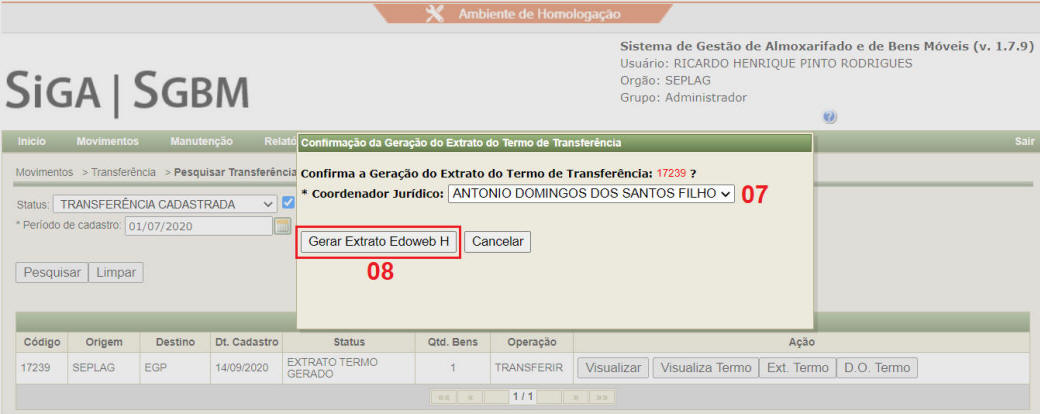 Ambiente de Homologação
Sistema de Gestão de Almoxarifado e de Bens Móveis (v. 1.7.9)
Usuário: RICARDO HENRIQUE PINTO RODRIGUES
Orgão: SEPLAG
Grupo: Administrador
SiGA | SGBM
Início Movimentos Manutenção Relató Sair
Movimentos > Transferência > Pesquisar Transferência
Status: TRANSFERÊNCIA CADASTRADA
* Período de cadastro: 01/07/2020
Pesquisar Limpar
Confirmação da Geração do Extrato do Termo de Transferência
Confirma a Geração do Extrato do Termo de Transferência: 17239 ?
* Coordenador Jurídico: ANTONIO DOMINGOS DOS SANTOS FILHO 07
Gerar Extrato Edoweb H Cancelar
08
Código Origem Destino Dt. Cadastro Status Qtd. Bens Operação Ação
17239 SEPLAG EGP 14/09/2020 EXTRATO TERMO GERADO 1 TRANSFERIR Visualizar Visualiza Termo Ext. Termo D.O. Termo
«« « 1 / 1 » »»